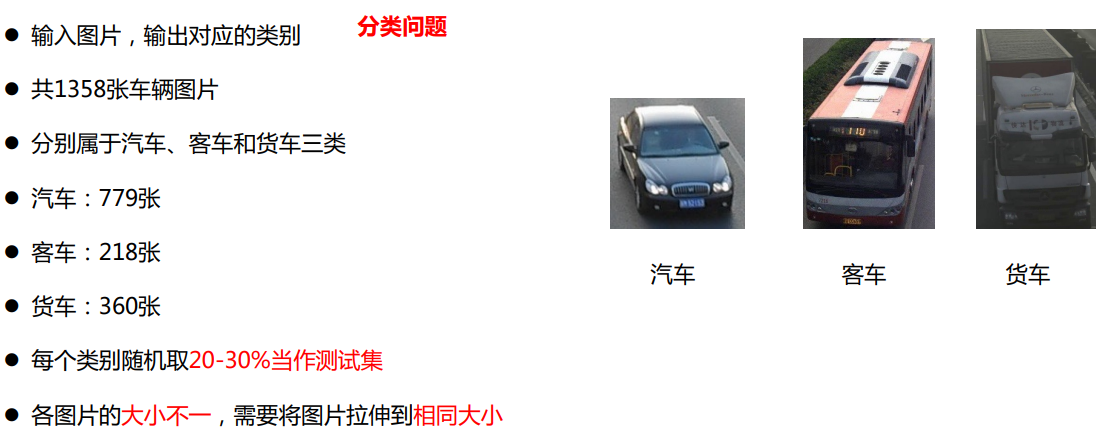 分类问题
● 输入图片，输出对应的类别
● 共1358张车辆图片
● 分别属于汽车、客车和货车三类
● 汽车：779张
● 客车：218张
● 货车：360张
● 每个类别随机取20-30%当作测试集
● 各图片的大小不一，需要将图片拉伸到相同大小
110
汽车
客车
货车